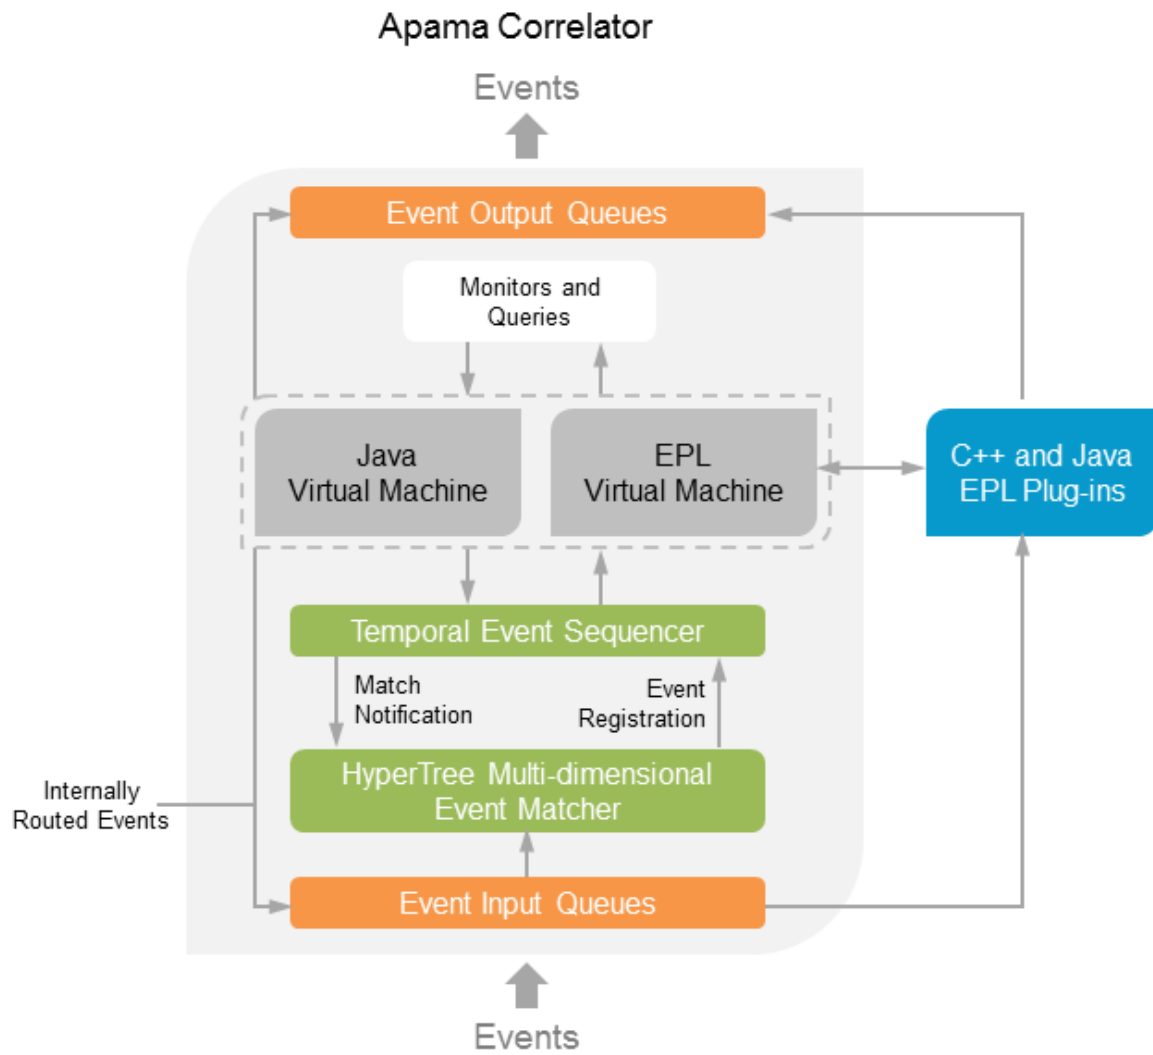 Apama Correlator
Events
Event Output Queues
Monitors and
Queries
Java
Virtual Machine
EPL
Virtual Machine
C++ and Java
EPL Plug-ins
Temporal Event Sequencer
Match
Notification
Event
Registration
HyperTree Multi-dimensional
Event Matcher
Internally
Routed Events
Event Input Queues
Events